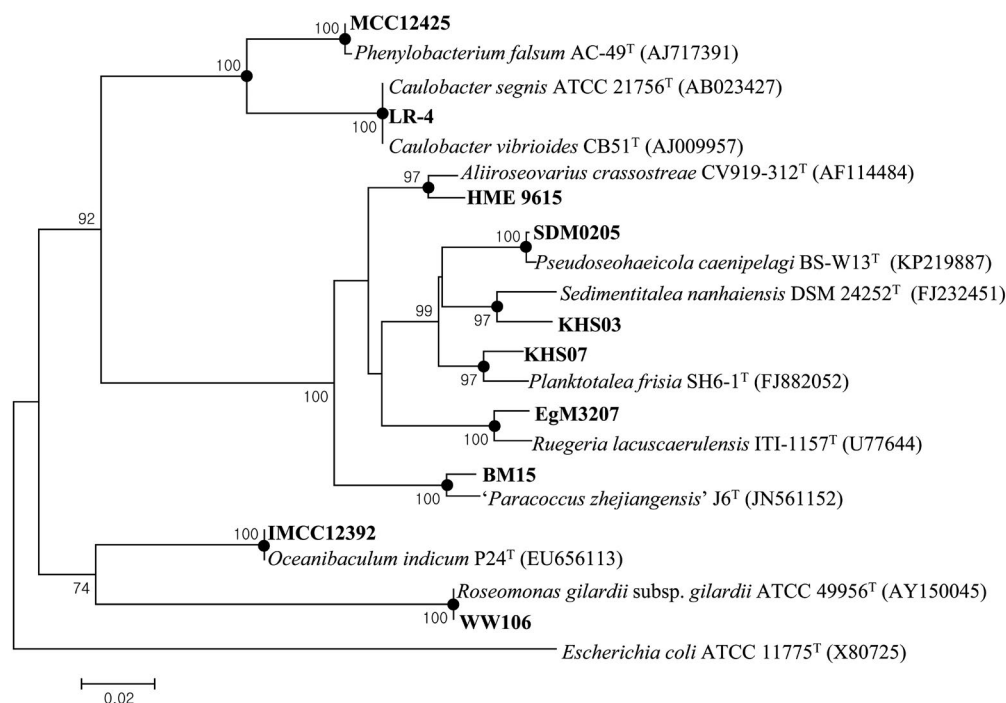 MCC12425
100
Phenylobacterium falsum AC-49ᵀ (AJ717391)
100
Caulobacter segnis ATCC 21756ᵀ (AB023427)
LR-4
100
Caulobacter vibrioides CB51ᵀ (AJ009957)
97
Aliiroseovarius crassostreae CV919-312ᵀ (AF114484)
HME 9615
92
SDM0205
100
Pseudoseohaeicola caenipelagi BS-W13ᵀ (KP219887)
Sedimentitalea nanhaiensis DSM 24252ᵀ (FJ232451)
99
97
KHS03
KHS07
97
Planktotalea frisia SH6-1ᵀ (FJ882052)
100
EgM3207
100
Ruegeria lacuscaerulensis ITI-1157ᵀ (U77644)
BM15
100
‘Paracoccus zhejiangensis’ J6ᵀ (JN561152)
100
IMCC12392
Oceanibaculum indicum P24ᵀ (EU656113)
74
Roseomonas gilardii subsp. gilardii ATCC 49956ᵀ (AY150045)
100
WW106
Escherichia coli ATCC 11775ᵀ (X80725)
0.02